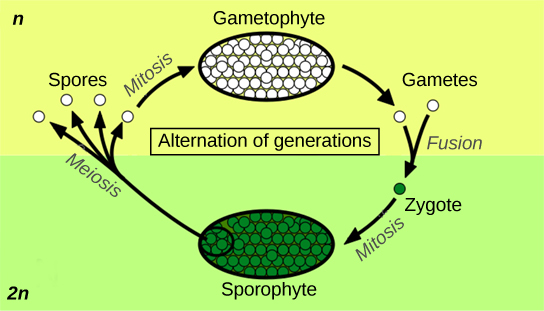 n
Gametophyte
Spores
Mitosis
Gametes
Alternation of generations
Fusion
Meiosis
Zygote
Mitosis
Sporophyte
2n